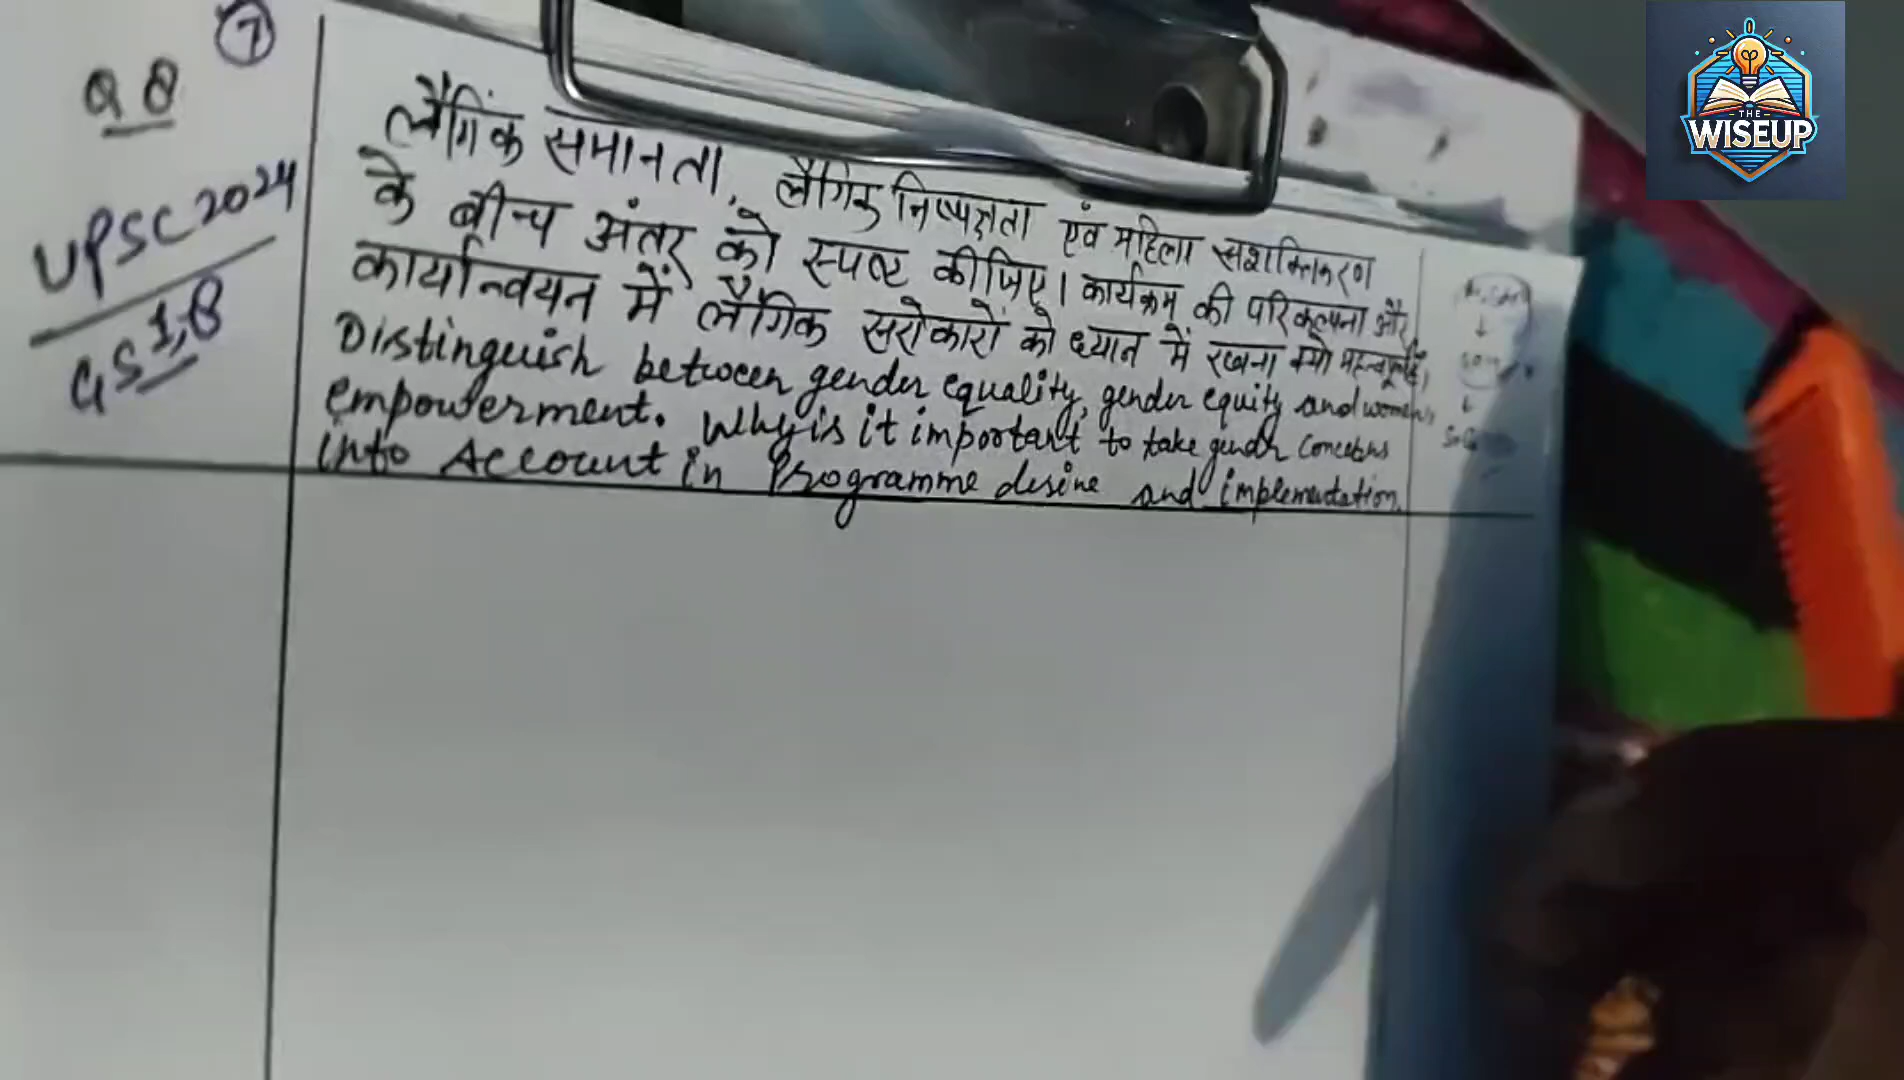 7
Q 8
UPSC 2024
GS 1, 8
लैंगिक समानता, लैंगिक निष्पक्षता एवं महिला सशक्तिकरण
के बीच अंतर को स्पष्ट कीजिए। कार्यक्रम की परिकल्पना और
कार्यान्वयन में लैंगिक सरोकारों को ध्यान में रखना क्यो महत्वपूर्ण है,
Distinguish between gender equality, gender equity and women,
empowerment. Why is it important to take gender concerns
into Account in Programme desine and implementation.
THE
WISEUP